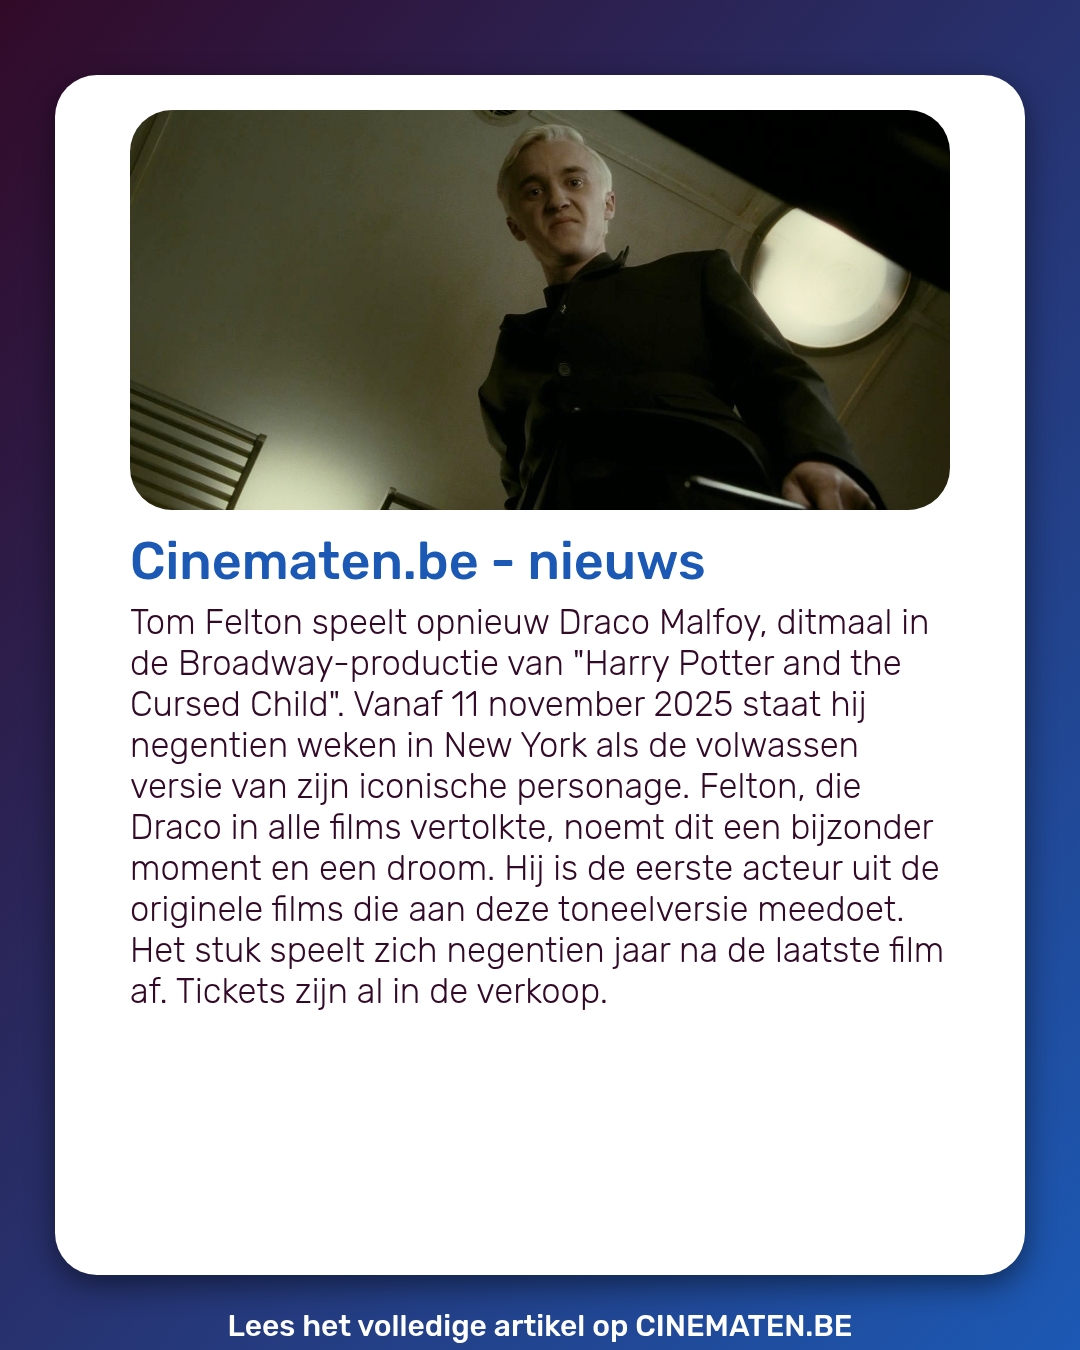 Cinematen.be - nieuws
Tom Felton speelt opnieuw Draco Malfoy, ditmaal in
de Broadway-productie van "Harry Potter and the
Cursed Child". Vanaf 11 november 2025 staat hij
negentien weken in New York als de volwassen
versie van zijn iconische personage. Felton, die
Draco in alle films vertolkte, noemt dit een bijzonder
moment en een droom. Hij is de eerste acteur uit de
originele films die aan deze toneelversie meedoet.
Het stuk speelt zich negentien jaar na de laatste film
af. Tickets zijn al in de verkoop.
Lees het volledige artikel op CINEMATEN.BE